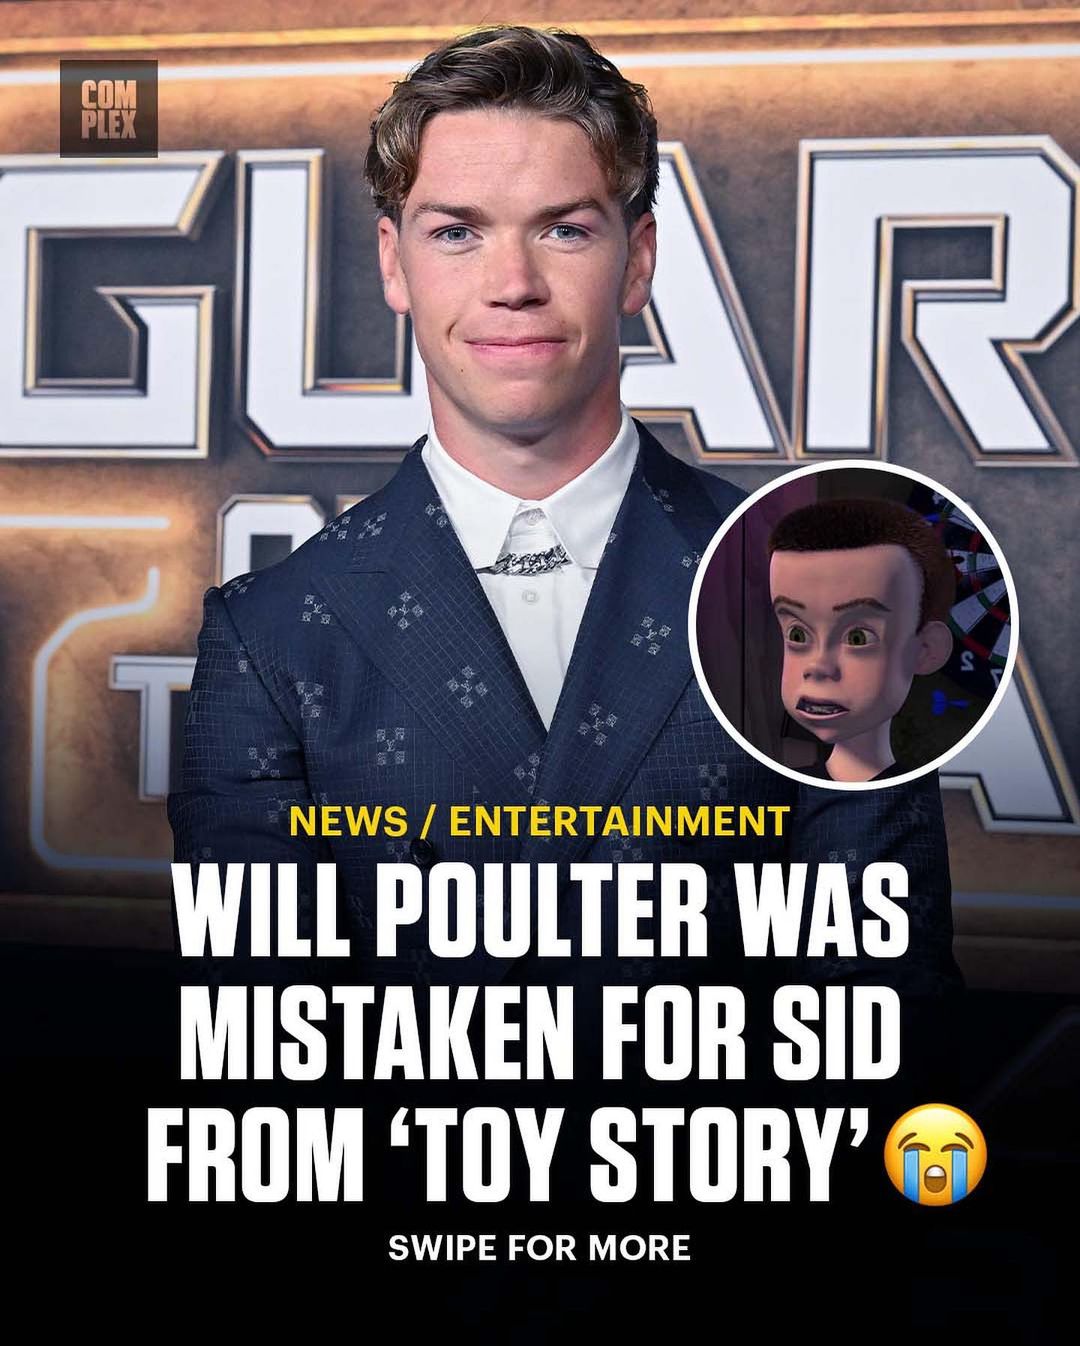 COM
PLEX
GUAR
NEWS / ENTERTAINMENT
WILL POULTER WAS
MISTAKEN FOR SID
FROM ‘TOY STORY’ 😭
SWIPE FOR MORE